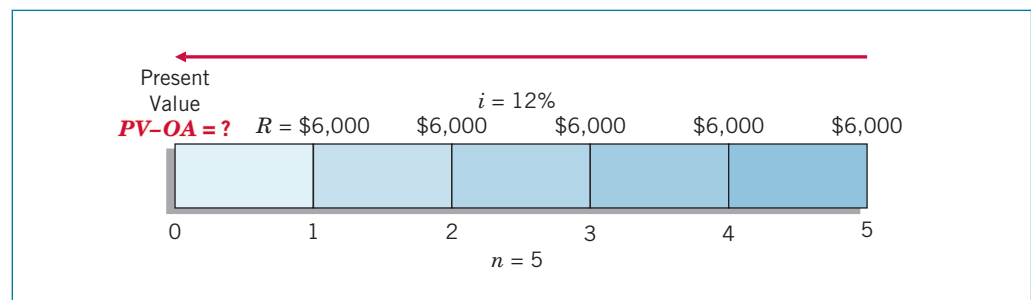 Present
Value
i = 12%
PV–OA = ? R = $6,000 $6,000 $6,000 $6,000 $6,000
0 1 2 3 4 5
n = 5